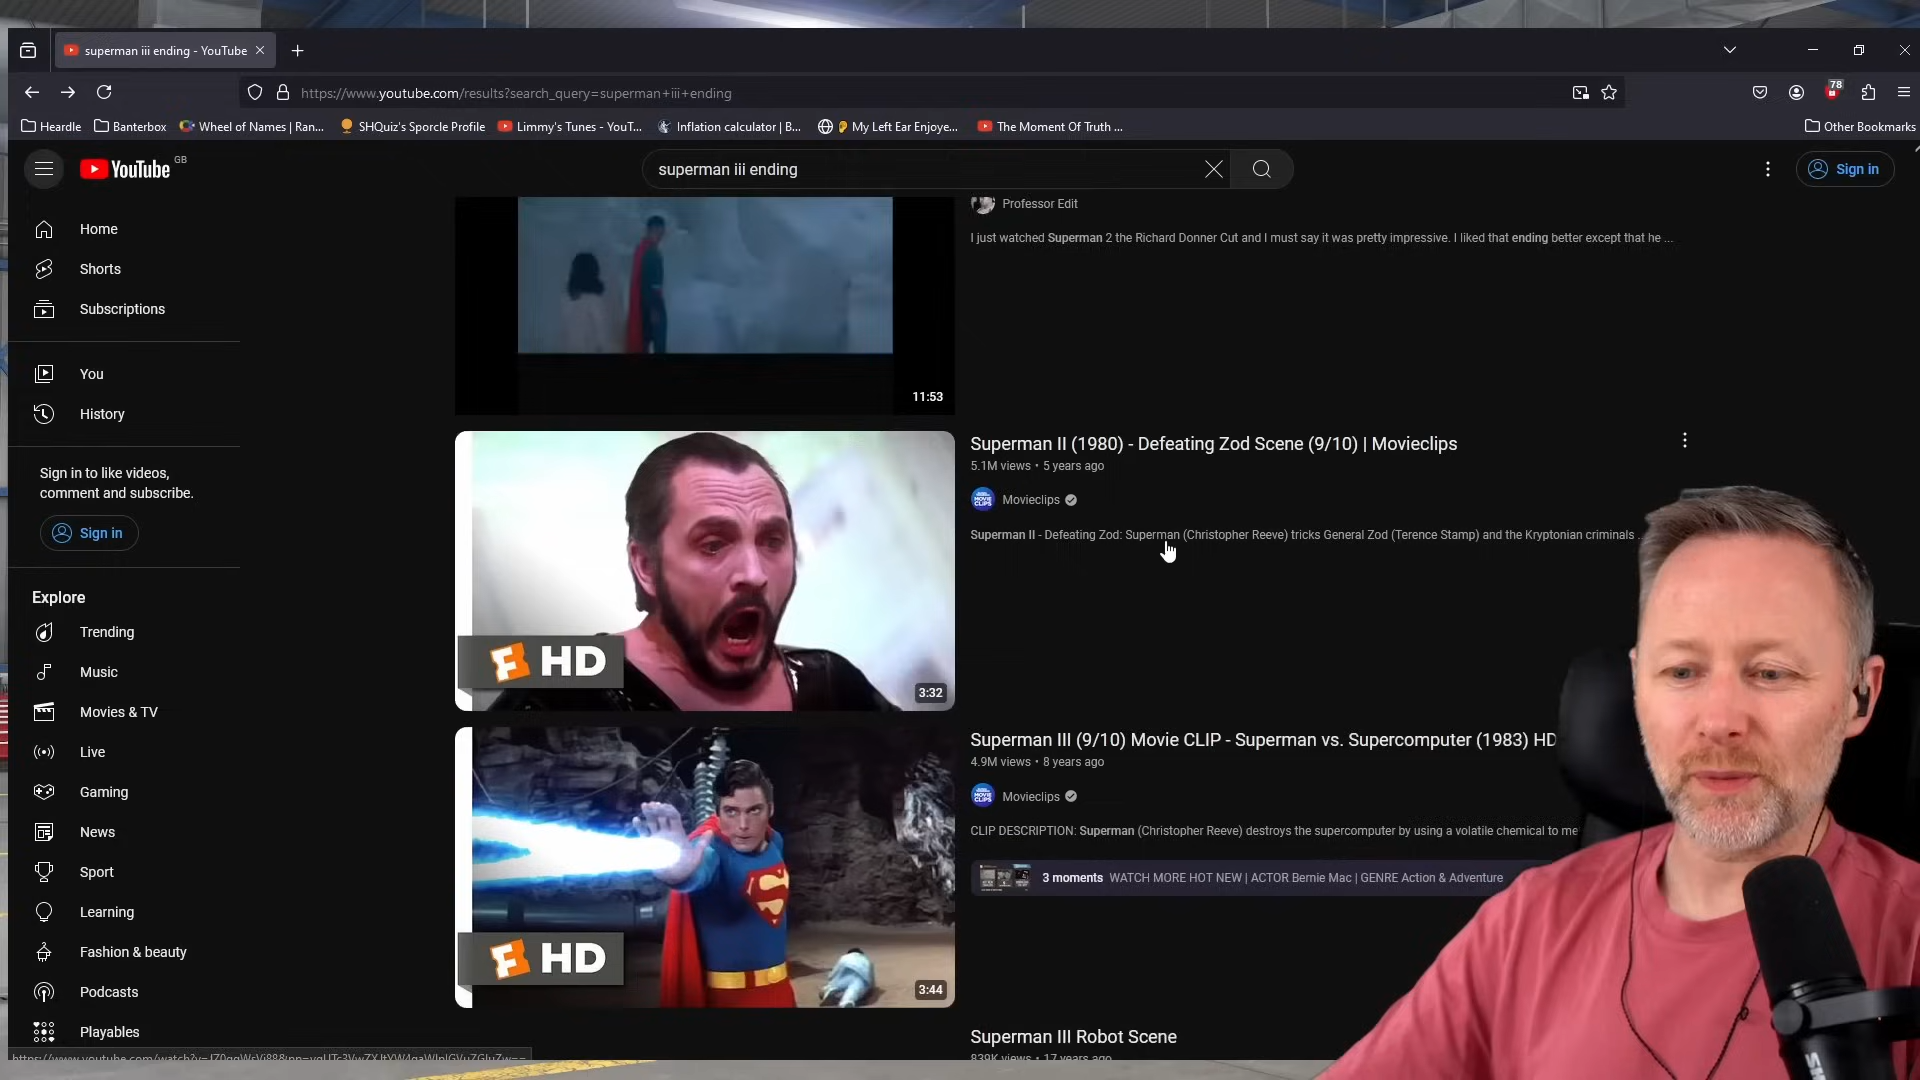 superman iii ending - YouTube
https://www.youtube.com/results?search_query=superman+iii+ending
78
Heardle
Banterbox
Wheel of Names | Ran...
SHQuiz's Sporcle Profile
Limmy's Tunes - YouT...
Inflation calculator | B...
My Left Ear Enjoye...
The Moment Of Truth ...
Other Bookmarks
YouTube GB
superman iii ending
Sign in
Home
Shorts
Subscriptions
You
History
Sign in to like videos,
comment and subscribe.
Sign in
Explore
Trending
Music
Movies & TV
Live
Gaming
News
Sport
Learning
Fashion & beauty
Podcasts
Playables
11:53
Professor Edit
I just watched Superman 2 the Richard Donner Cut and I must say it was pretty impressive. I liked that ending better except that he ...
HD
3:32
Superman II (1980) - Defeating Zod Scene (9/10) | Movieclips
5.1M views • 5 years ago
Movieclips
Superman II - Defeating Zod: Superman (Christopher Reeve) tricks General Zod (Terence Stamp) and the Kryptonian criminals ...
HD
3:44
Superman III (9/10) Movie CLIP - Superman vs. Supercomputer (1983) HD
4.9M views • 8 years ago
Movieclips
CLIP DESCRIPTION: Superman (Christopher Reeve) destroys the supercomputer by using a volatile chemical to me
3 moments WATCH MORE HOT NEW | ACTOR Bernie Mac | GENRE Action & Adventure
Superman III Robot Scene
839K views • 17 years ago